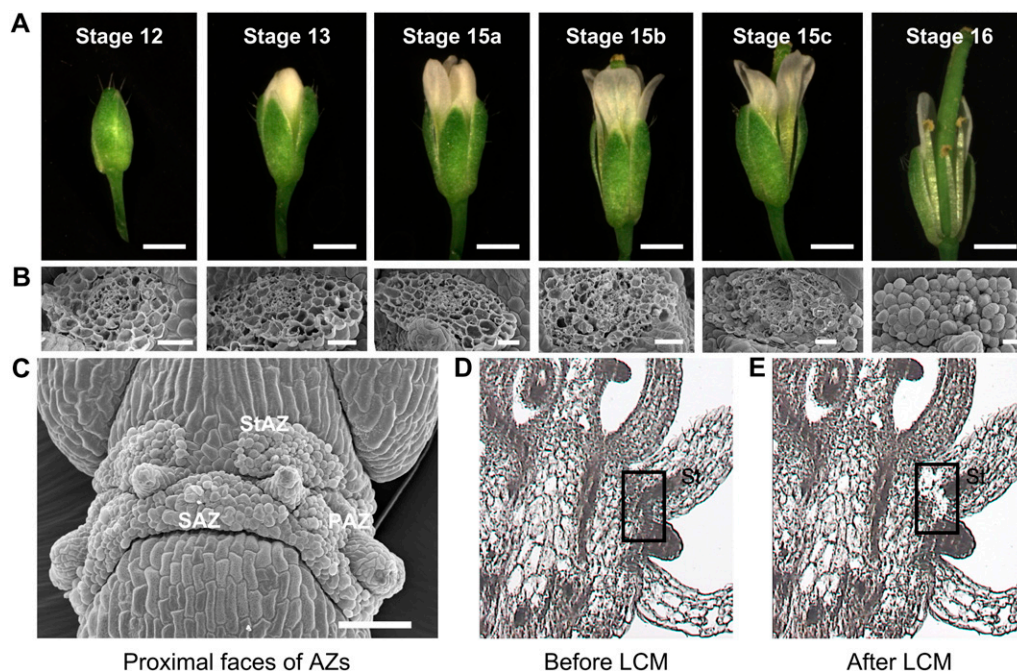 A
Stage 12
Stage 13
Stage 15a
Stage 15b
Stage 15c
Stage 16
B
C
StAZ
SAZ
PAZ
Proximal faces of AZs
D
St
Before LCM
E
St
After LCM